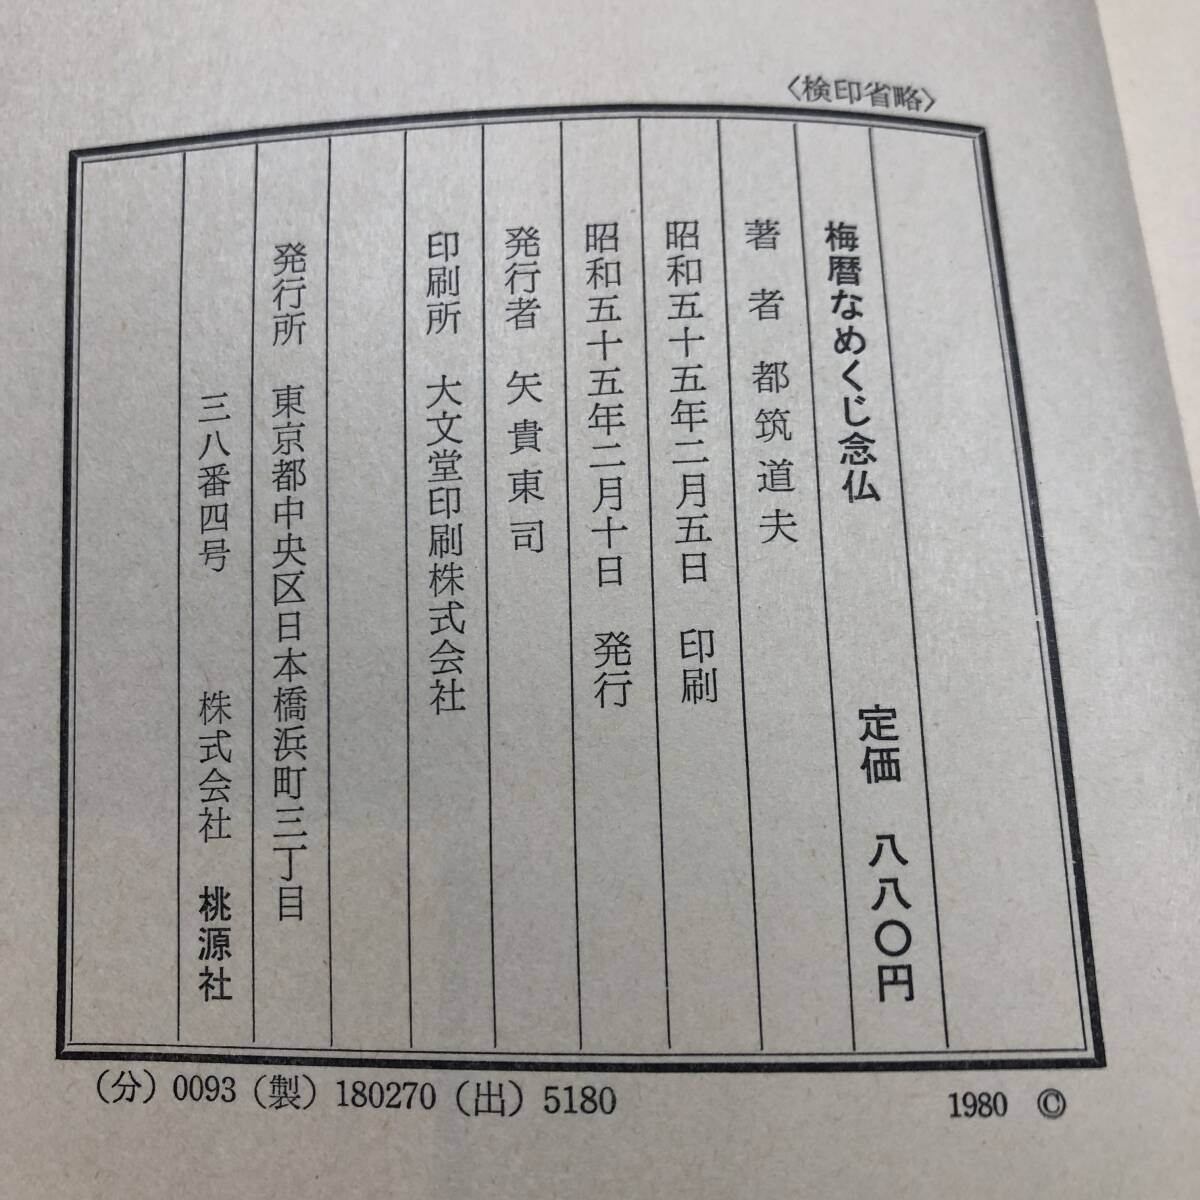 〈検印省略〉
梅暦なめくじ念仏 定価 八八〇円
著者 都筑道夫
昭和五十五年二月五日 印刷
昭和五十五年二月十日 発行
発行者 矢貴東司
印刷所 大文堂印刷株式会社
発行所 東京都中央区日本橋浜町三丁目
三八番四号 株式会社 桃源社
(分) 0093 (製) 180270 (出) 5180
1980 ©